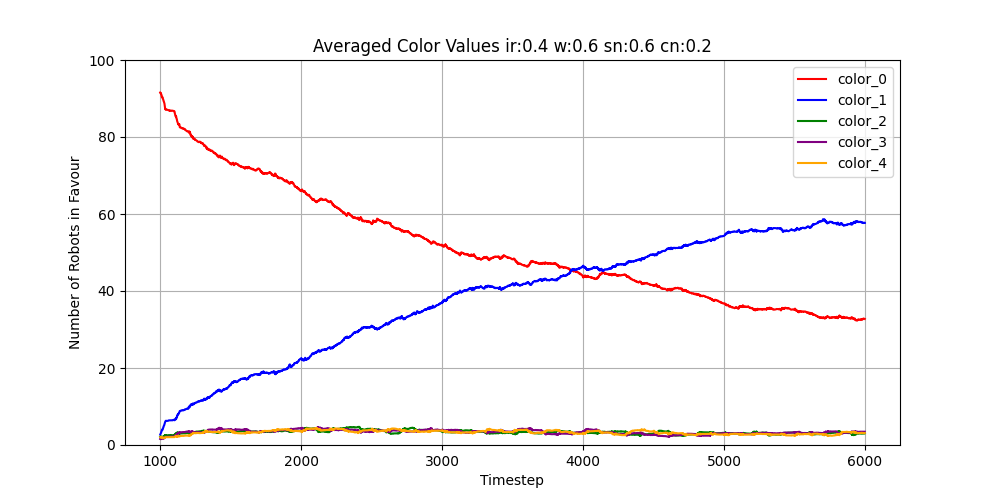 Averaged Color Values ir:0.4 w:0.6 sn:0.6 cn:0.2
100
80
60
40
20
0
Number of Robots in Favour
color_0
color_1
color_2
color_3
color_4
1000 2000 3000 4000 5000 6000
Timestep